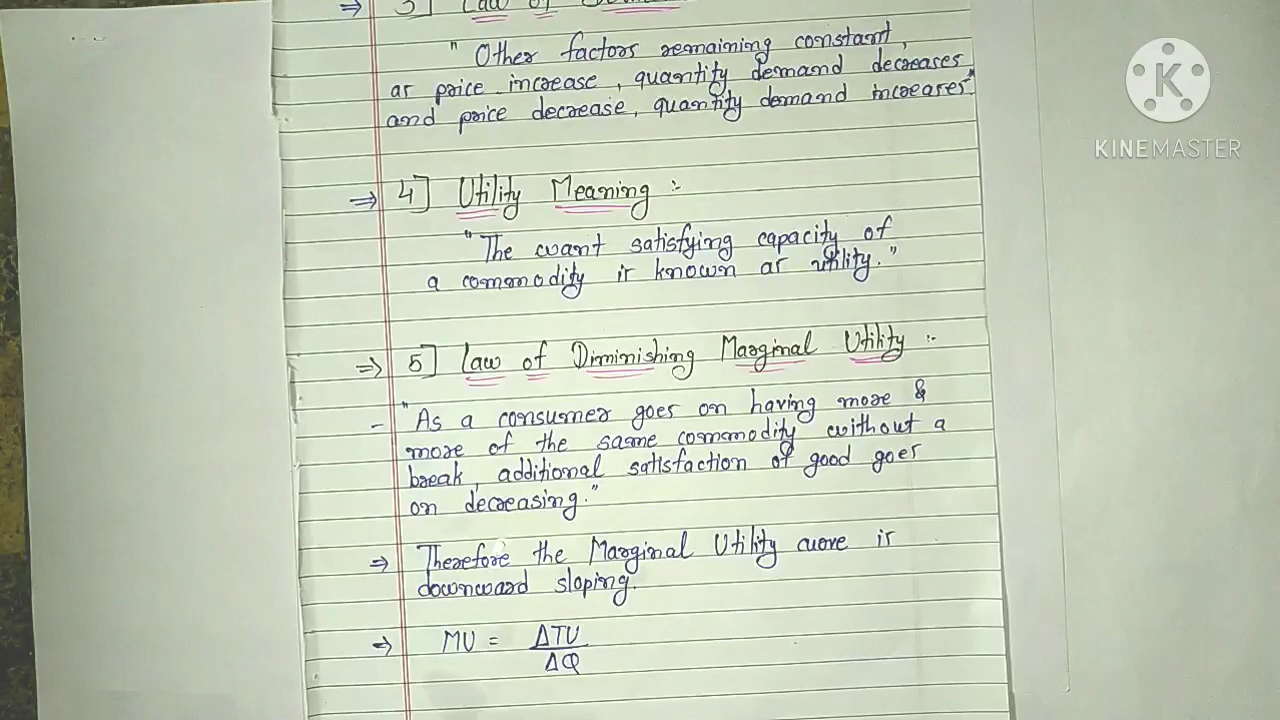 ⇒ 3] Law of
" Other factors remaining constant,
as price increase, quantity demand decreases
and price decrease, quantity demand increases"
⇒ 4] Utility Meaning :-
"The want satisfying capacity of
a commodity is known as utility."
⇒ 5] Law of Diminishing Marginal Utility :-
- "As a consumer goes on having more &
more of the same commodity without a
break, additional satisfaction of good goes
on decreasing."
⇒ Therefore the Marginal Utility curve is
downward sloping.
⇒ MU = ΔTU
ΔQ
K
KINEMASTER